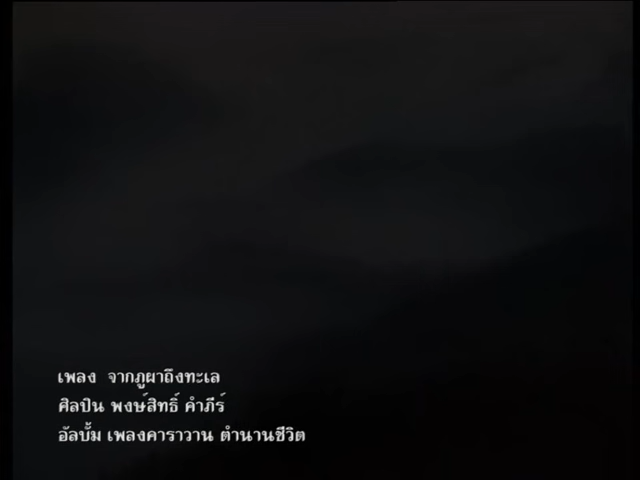 เพลง จากภูผาถึงทะเล
ศิลปิน พงษ์สิทธิ์ คำภีร์
อัลบั้ม เพลงคาราวาน ตำนานชีวิต